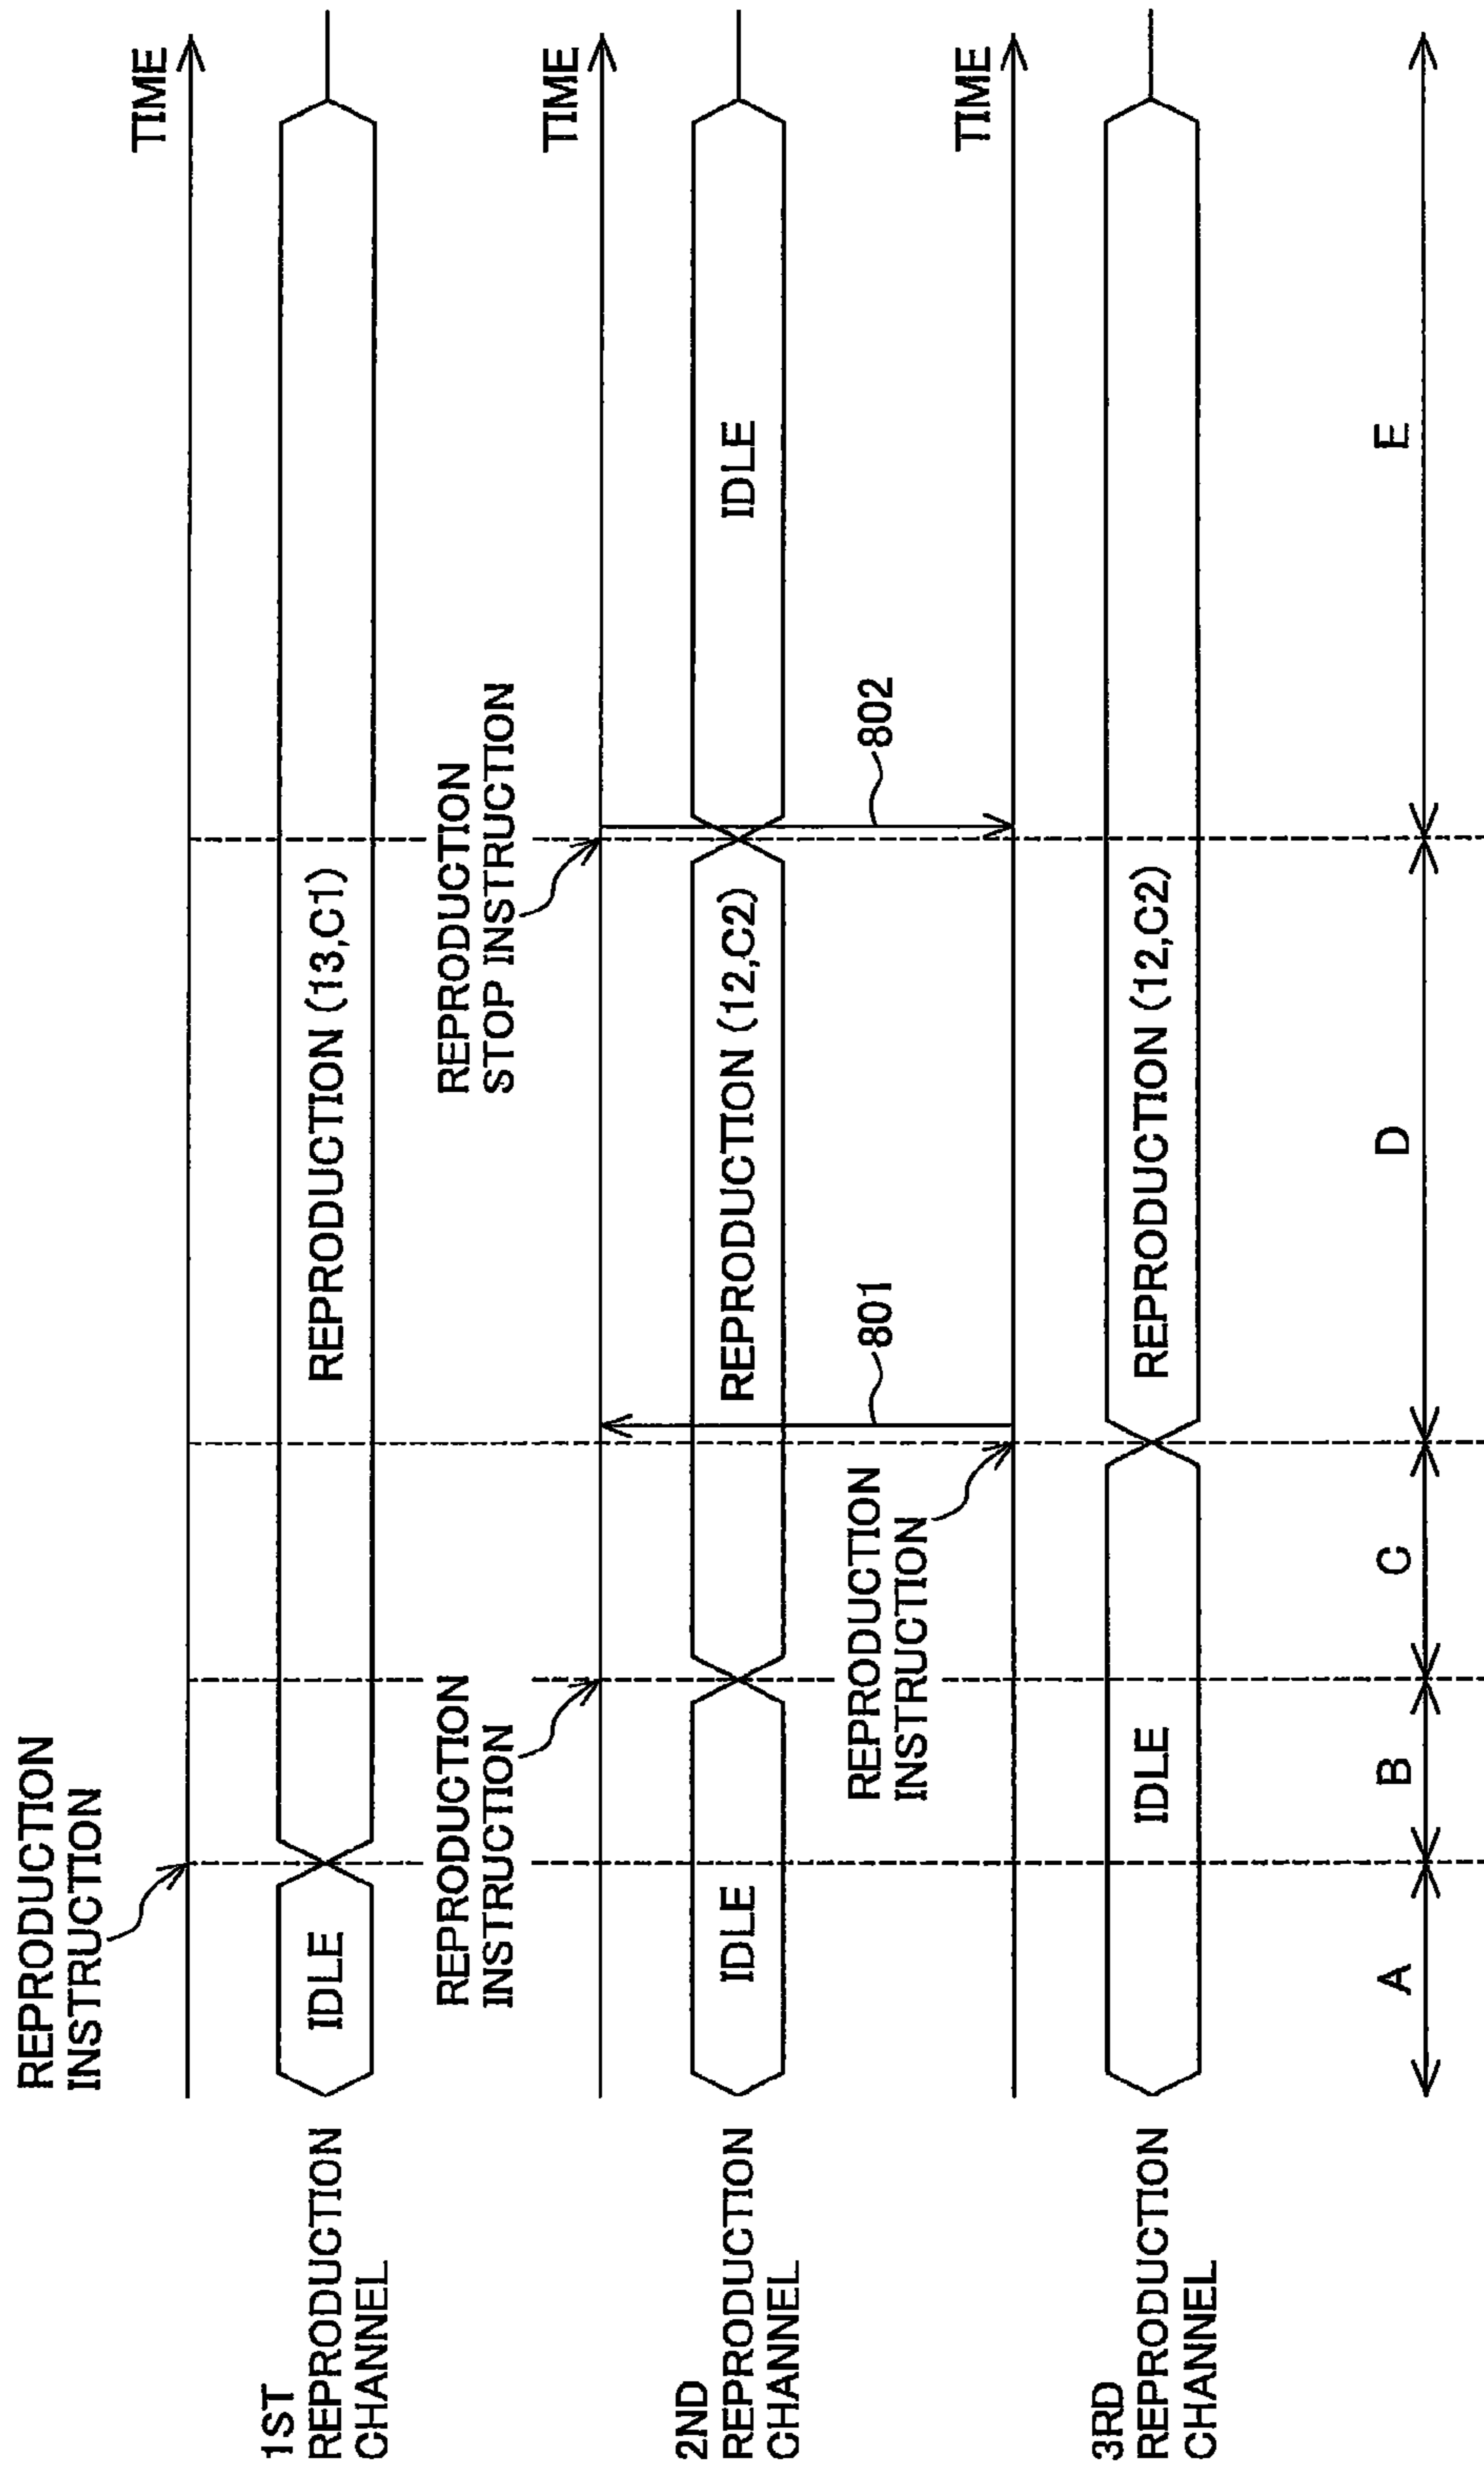 REPRODUCTION
INSTRUCTION
TIME
1ST
REPRODUCTION
CHANNEL
IDLE
REPRODUCTION (13,C1)
REPRODUCTION
INSTRUCTION
REPRODUCTION
STOP INSTRUCTION
TIME
2ND
REPRODUCTION
CHANNEL
IDLE
REPRODUCTION (12,C2)
IDLE
REPRODUCTION
INSTRUCTION
801
802
TIME
3RD
REPRODUCTION
CHANNEL
IDLE
REPRODUCTION (12,C2)
A
B
C
D
E